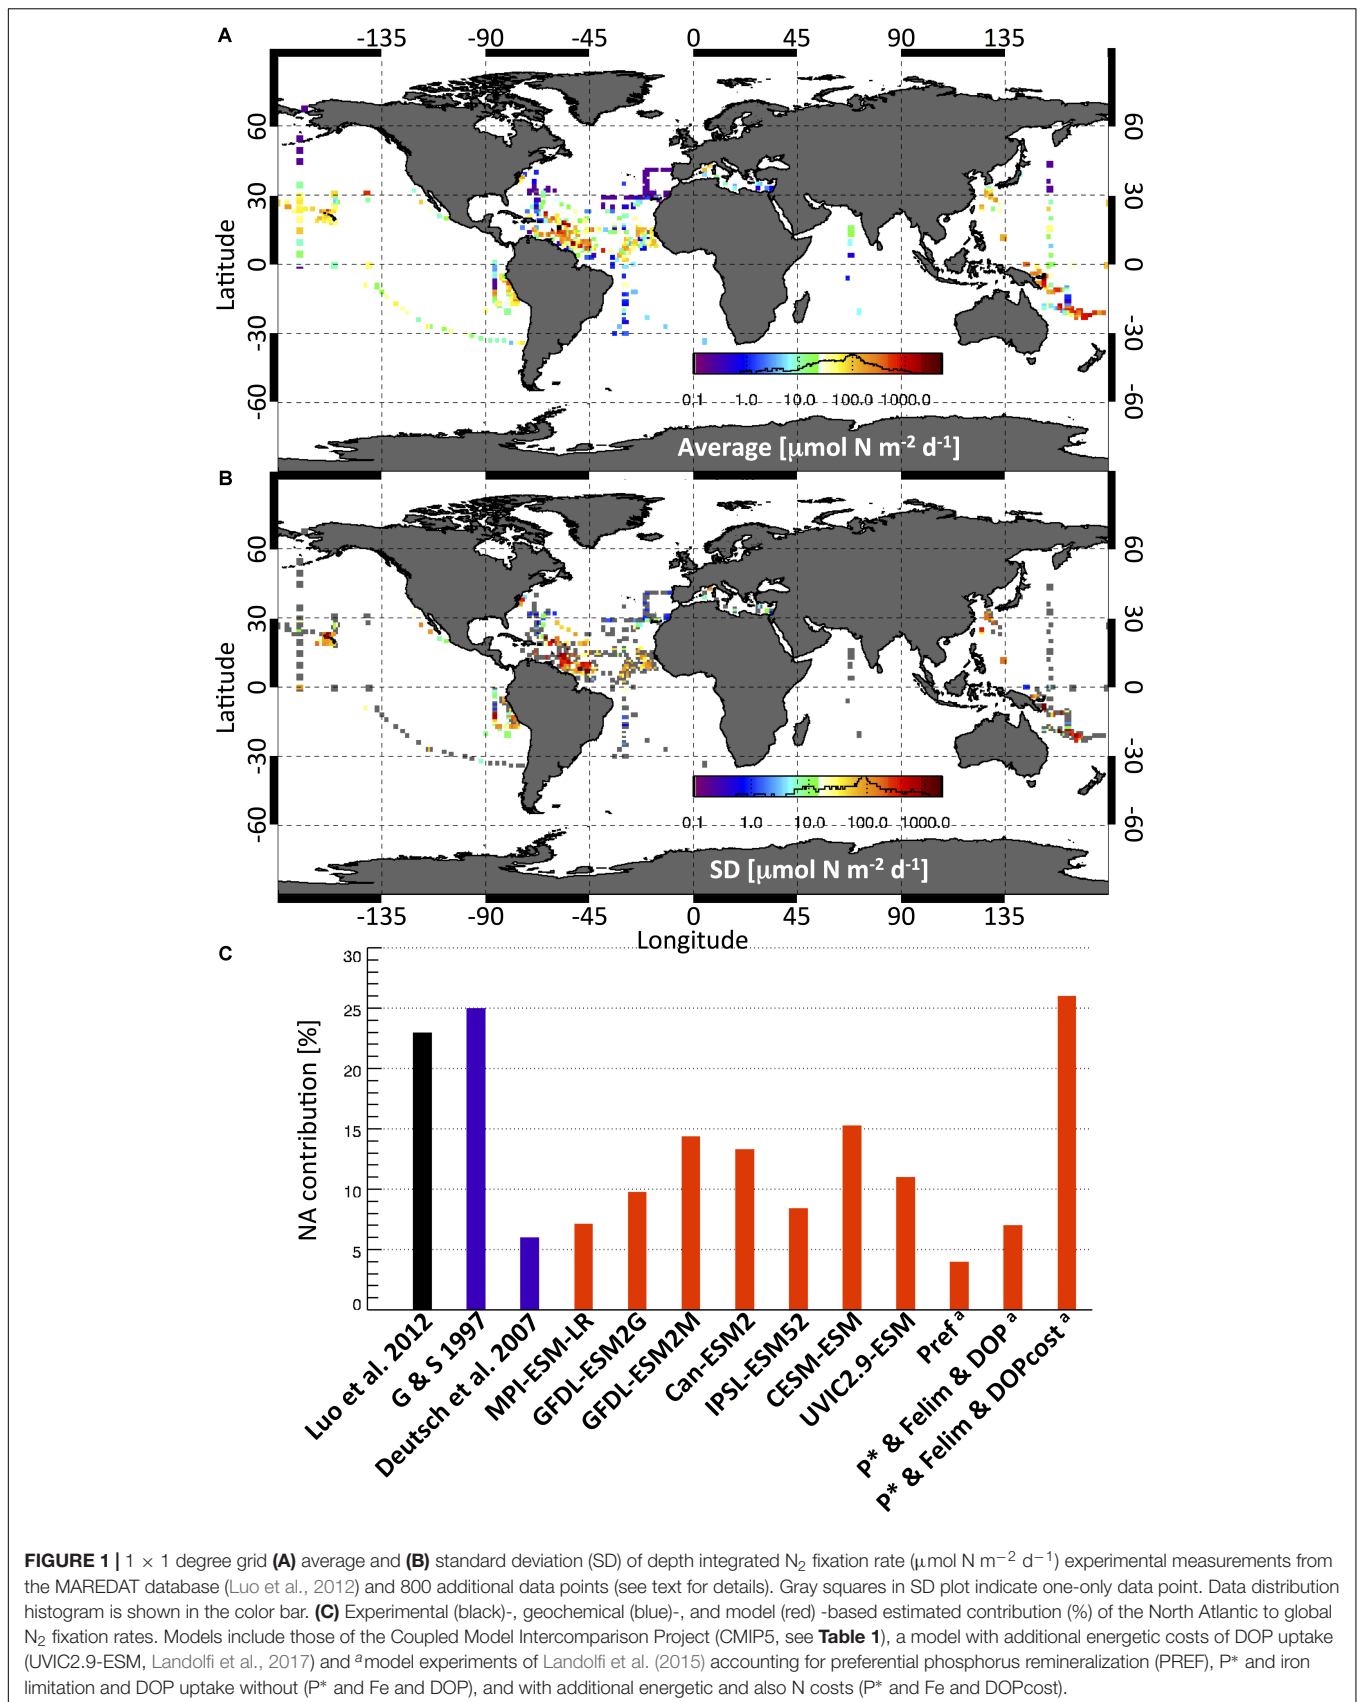 A
-135 -90 -45 0 45 90 135
60 60
30 30
0 0
-30 -30
-60 -60
Latitude
0.1 1.0 10.0 100.0 1000.0
Average [μmol N m-2 d-1]
B
60 60
30 30
0 0
-30 -30
-60 -60
Latitude
0.1 1.0 10.0 100.0 1000.0
SD [μmol N m-2 d-1]
-135 -90 -45 0 45 90 135
Longitude
C
30
25
20
15
10
5
0
NA contribution [%]
Luo et al. 2012
G & S 1997
Deutsch et al. 2007
MPI-ESM-LR
GFDL-ESM2G
GFDL-ESM2M
Can-ESM2
IPSL-ESM52
CESM-ESM
UVIC2.9-ESM
Pref a
P* & Felim & DOP a
P* & Felim & DOPcost a
FIGURE 1 | 1 × 1 degree grid (A) average and (B) standard deviation (SD) of depth integrated N2 fixation rate (μmol N m−2 d−1) experimental measurements from
the MAREDAT database (Luo et al., 2012) and 800 additional data points (see text for details). Gray squares in SD plot indicate one-only data point. Data distribution
histogram is shown in the color bar. (C) Experimental (black)-, geochemical (blue)-, and model (red) -based estimated contribution (%) of the North Atlantic to global
N2 fixation rates. Models include those of the Coupled Model Intercomparison Project (CMIP5, see Table 1), a model with additional energetic costs of DOP uptake
(UVIC2.9-ESM, Landolfi et al., 2017) and a model experiments of Landolfi et al. (2015) accounting for preferential phosphorus remineralization (PREF), P* and iron
limitation and DOP uptake without (P* and Fe and DOP), and with additional energetic and also N costs (P* and Fe and DOPcost).